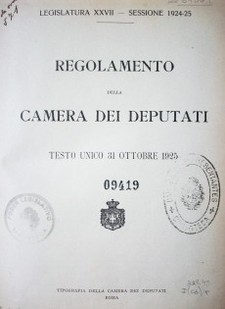 LEGISLATURA XXVII — SESSIONE 1924-25
REGOLAMENTO
DELLA
CAMERA DEI DEPUTATI
TESTO UNICO 31 OTTOBRE 1925
09419
TIPOGRAFIA DELLA CAMERA DEI DEPUTATI
ROMA